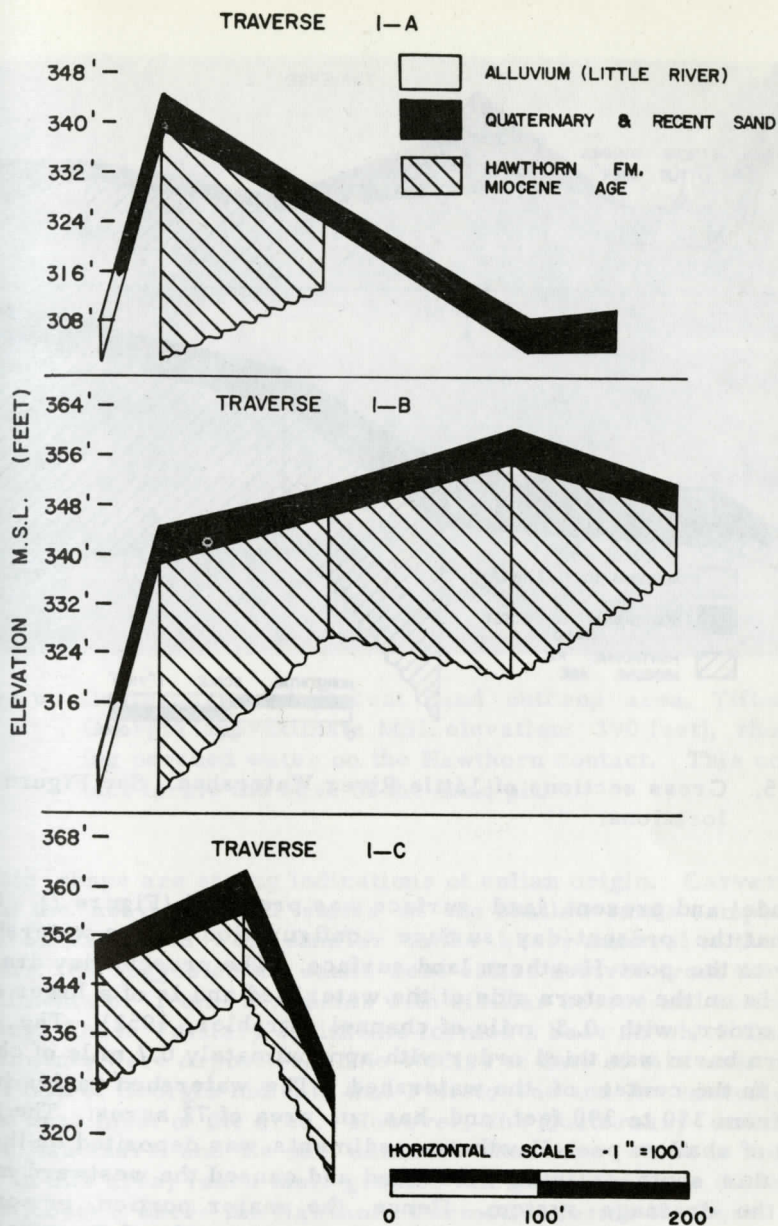 TRAVERSE I—A
348'
340'
332'
324'
316'
308'
ALLUVIUM (LITTLE RIVER)
QUATERNARY & RECENT SAND
HAWTHORN FM.
MIOCENE AGE
ELEVATION M.S.L. (FEET)
TRAVERSE I—B
364'
356'
348'
340'
332'
324'
316'
TRAVERSE I—C
368'
360'
352'
344'
336'
328'
320'
HORIZONTAL SCALE - 1" = 100'
0 100' 200'